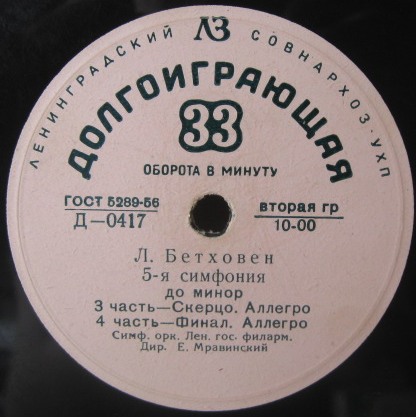 ЛЗ
ЛЕНИНГРАДСКИЙ СОВНАРХОЗ·УХП
ДОЛГОИГРАЮЩАЯ
33
ОБОРОТА В МИНУТУ
ГОСТ 5289-56
Д—0417
вторая гр
10-00
Л. Бетховен
5-я симфония
до минор
3 часть—Скерцо. Аллегро
4 часть—Финал. Аллегро
Симф. орк. Лен. гос. филарм.
Дир. Е. Мравинский